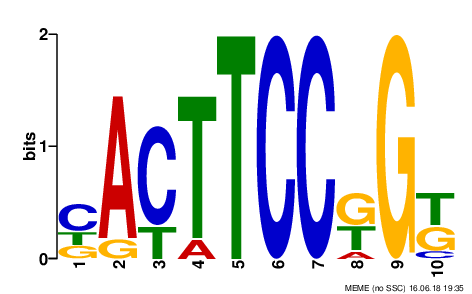 2
bits
1
0
C T G
A G
C T
T A
T
C
C
G T A
G
T G C
1 2 3 4 5 6 7 8 9 10
MEME (no SSC) 16.06.18 19:35